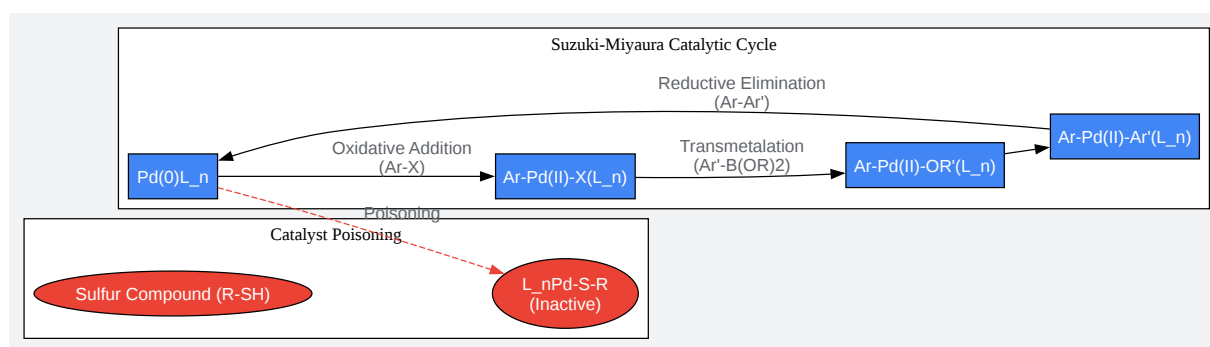 Suzuki-Miyaura Catalytic Cycle
Reductive Elimination
(Ar-Ar')
Ar-Pd(II)-Ar'(L_n)
Oxidative Addition
(Ar-X)
Transmetalation
(Ar'-B(OR)2)
Pd(0)L_n
Ar-Pd(II)-X(L_n)
Ar-Pd(II)-OR'(L_n)
Poisoning
Catalyst Poisoning
Sulfur Compound (R-SH)
L_nPd-S-R
(Inactive)